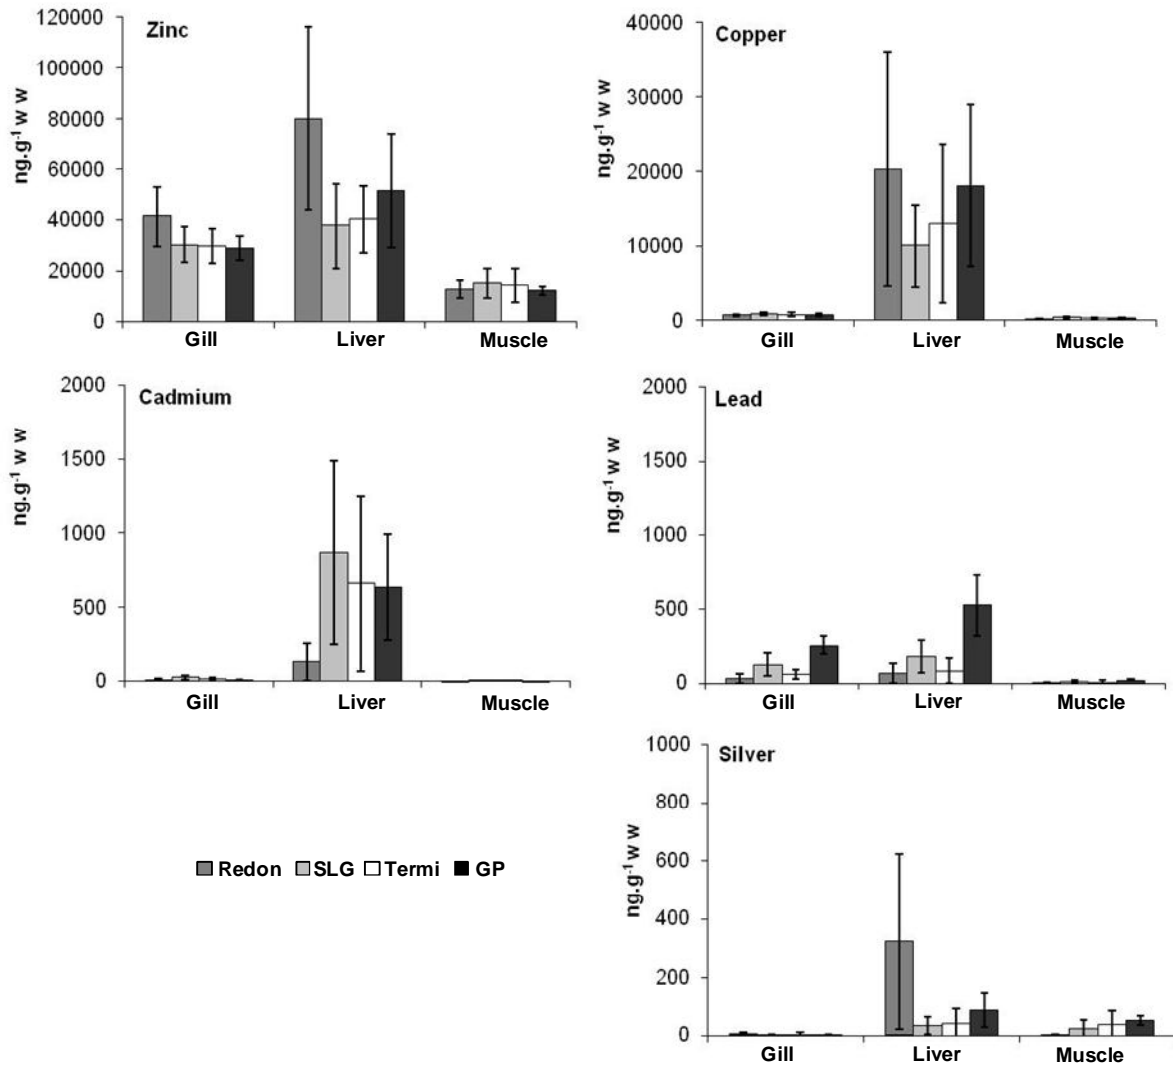 Zinc
ng.g-1 w w
120000
100000
80000
60000
40000
20000
0
Gill Liver Muscle
Copper
ng.g-1 w w
40000
30000
20000
10000
0
Gill Liver Muscle
Cadmium
ng.g-1 w w
2000
1500
1000
500
0
Gill Liver Muscle
Lead
ng.g-1 w w
2000
1500
1000
500
0
Gill Liver Muscle
Silver
ng.g-1 w w
1000
800
600
400
200
0
Gill Liver Muscle
Redon SLG Termi GP